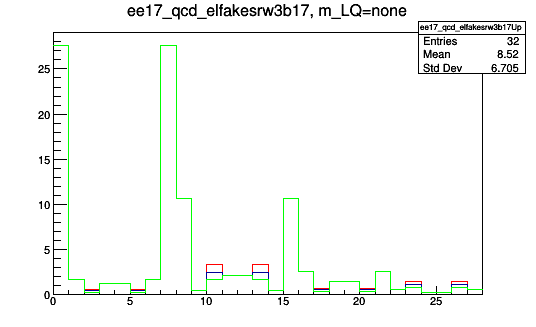 ee17_qcd_elfakesrw3b17, m_LQ=none
ee17_qcd_elfakesrw3b17Up
Entries 32
Mean 8.52
Std Dev 6.705
25
20
15
10
5
0
0 5 10 15 20 25